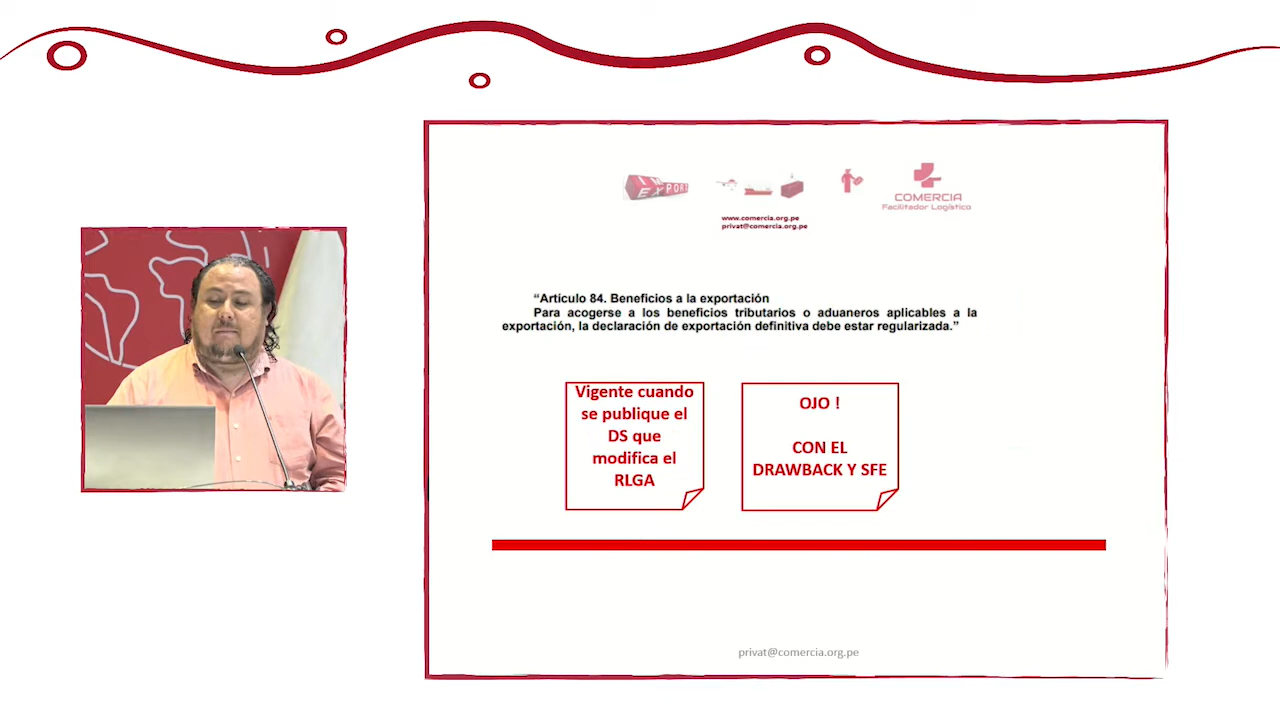 IM
EXPORT
COMERCIA
Facilitador Logístico
www.comercia.org.pe
privat@comercia.org.pe
“Artículo 84. Beneficios a la exportación
Para acogerse a los beneficios tributarios o aduaneros aplicables a la
exportación, la declaración de exportación definitiva debe estar regularizada.”
Vigente cuando
se publique el
DS que
modifica el
RLGA
OJO !
CON EL
DRAWBACK Y SFE
privat@comercia.org.pe